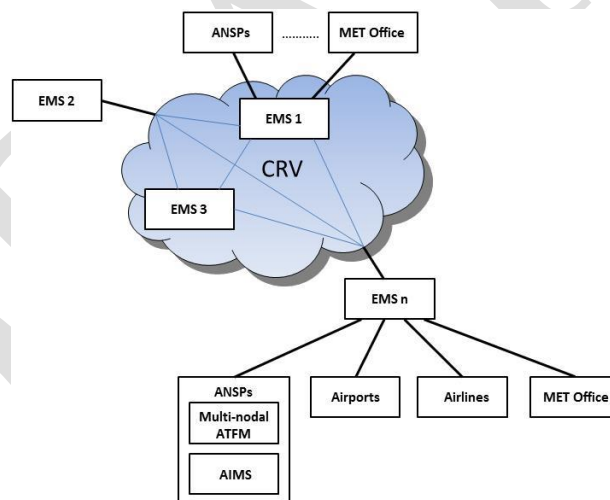 ANSPs ........... MET Office
EMS 2
EMS 1
CRV
EMS 3
EMS n
ANSPs
Multi-nodal
ATFM
AIMS
Airports
Airlines
MET Office